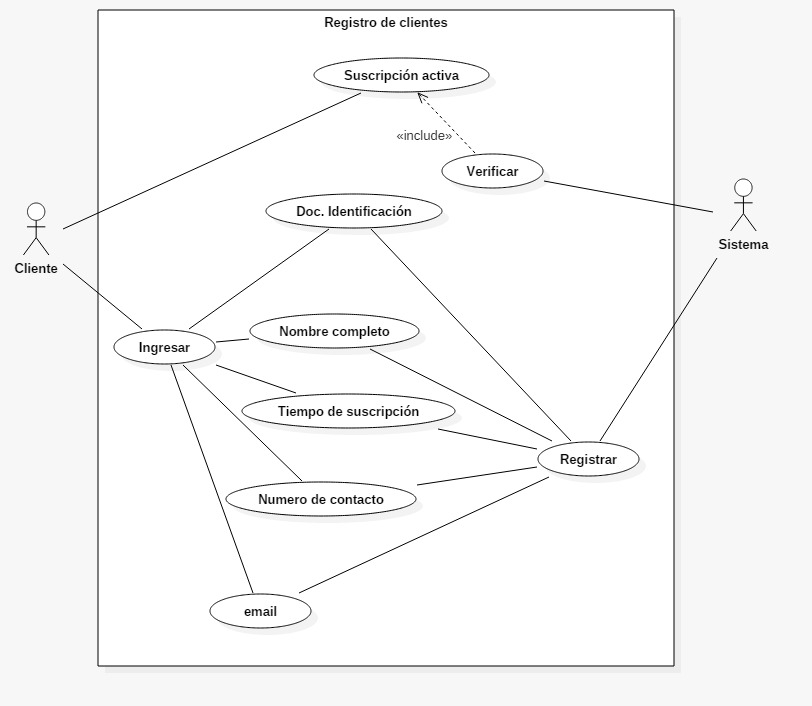 Registro de clientes
Suscripción activa
«include»
Verificar
Doc. Identificación
Sistema
Cliente
Nombre completo
Ingresar
Tiempo de suscripción
Registrar
Numero de contacto
email